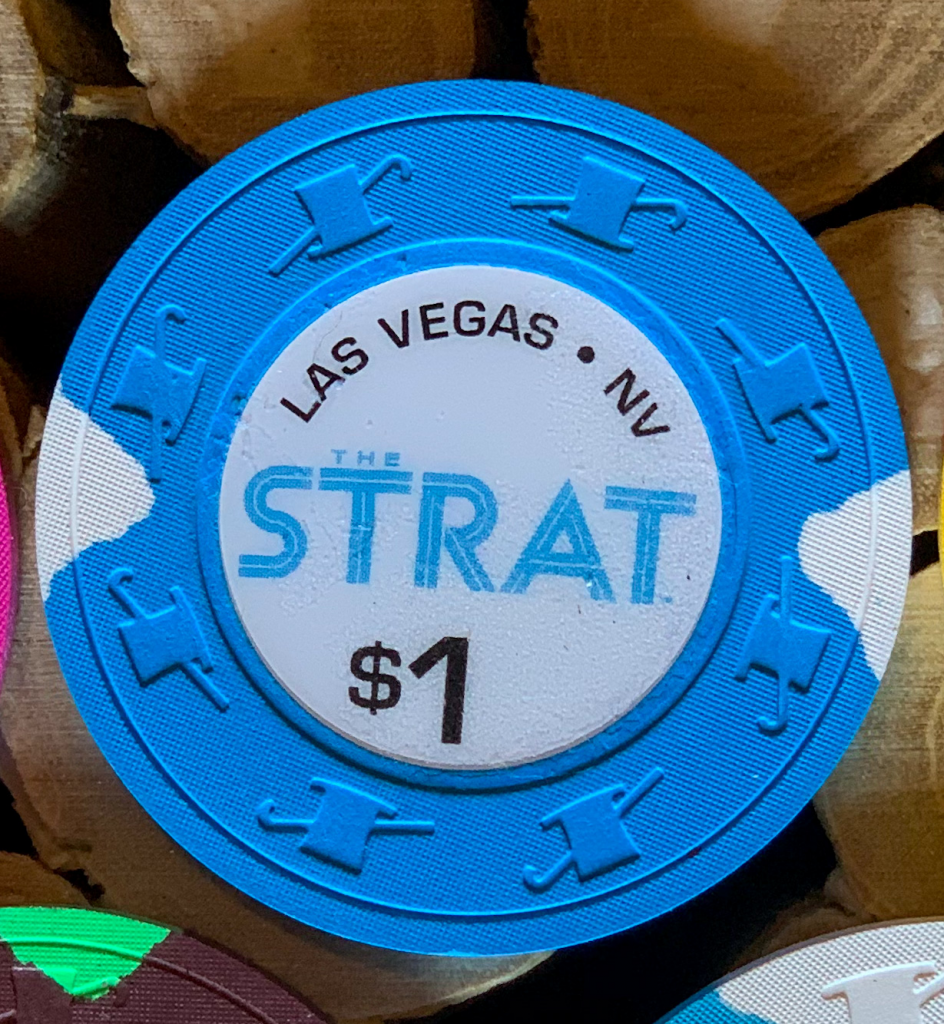 LAS VEGAS • NV
THE
STRAT
$1